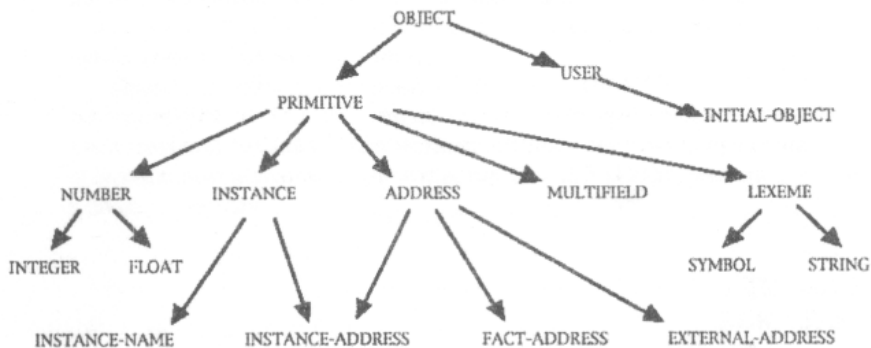 OBJECT
USER
PRIMITIVE
INITIAL-OBJECT
NUMBER INSTANCE ADDRESS MULTIFIELD LEXEME
INTEGER FLOAT SYMBOL STRING
INSTANCE-NAME INSTANCE-ADDRESS FACT-ADDRESS EXTERNAL-ADDRESS